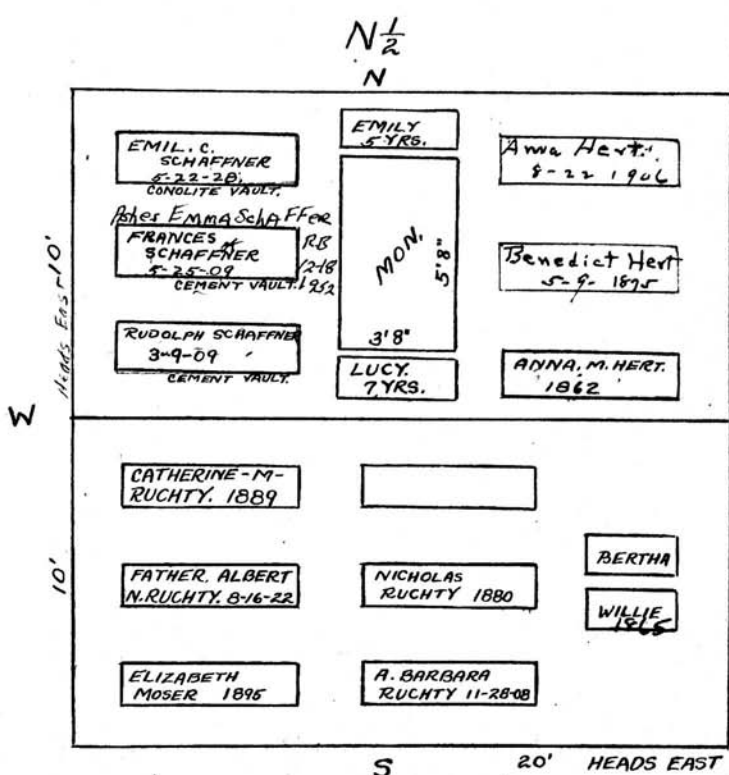 N 1/2
N
EMIL. C.
SCHAFFNER
5-22-28.
CONOLITE VAULT.
EMILY
5 YRS.
Anna Hert.
8-22 1906
Ashes EMMA SCHAFFER
FRANCES
SCHAFFNER
5-25-09
CEMENT VAULT.
RB
12-18
1952
MON.
5'8"
3'8"
Benedict Hert
5-9-1875
RUDOLPH SCHAFFNER
3-9-09
CEMENT VAULT.
LUCY.
7 YRS.
ANNA, M. HERT.
1862
Heads East 10'
W
CATHERINE-M-
RUCHTY. 1889
FATHER, ALBERT
N. RUCHTY. 8-16-22
NICHOLAS
RUCHTY 1880
BERTHA
WILLIE
1865
10'
ELIZABETH
MOSER 1895
A. BARBARA
RUCHTY 11-28-08
S
20' HEADS EAST